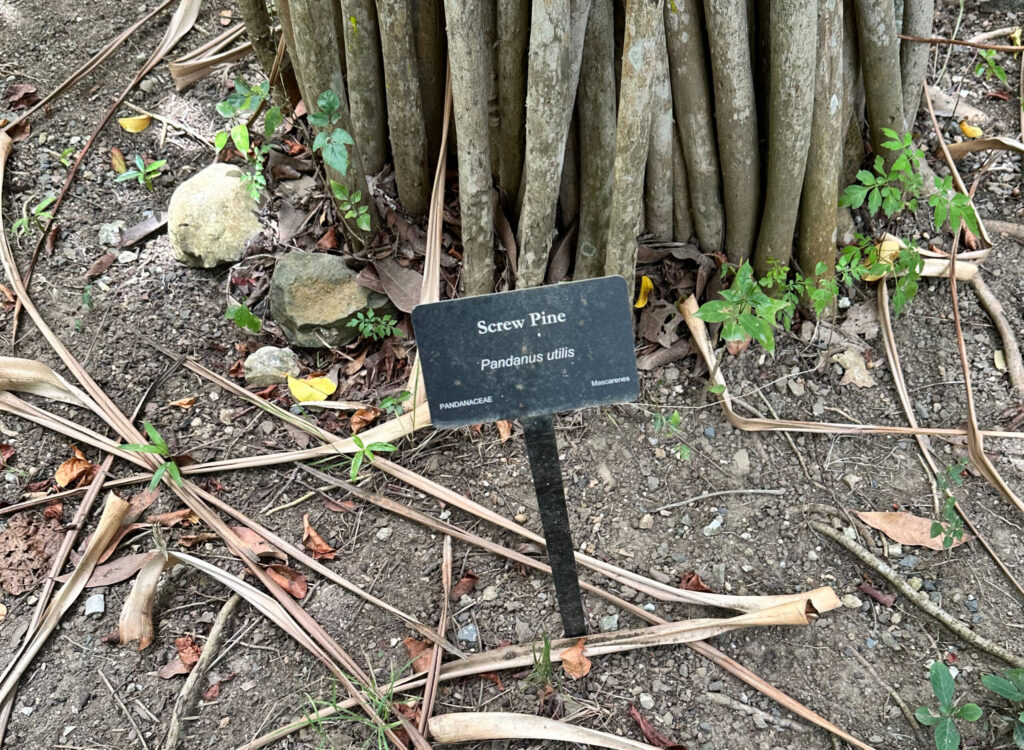 Screw Pine
Pandanus utilis
PANDANACEAE
Mascarenes